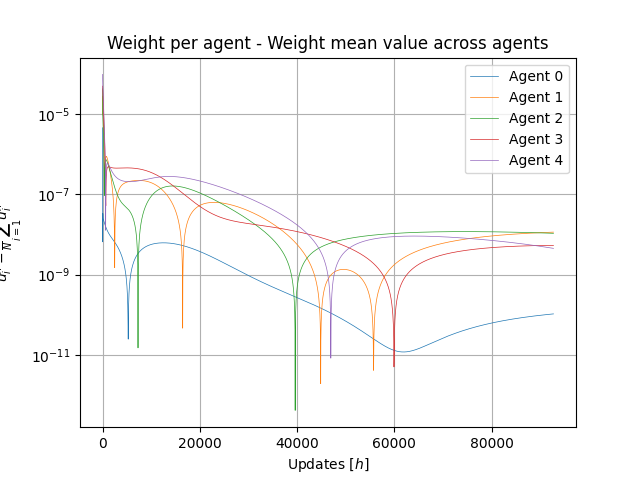 Weight per agent - Weight mean value across agents
Agent 0
Agent 1
Agent 2
Agent 3
Agent 4
10⁻⁵
10⁻⁷
10⁻⁹
10⁻¹¹
0
20000
40000
60000
80000
Updates [h]